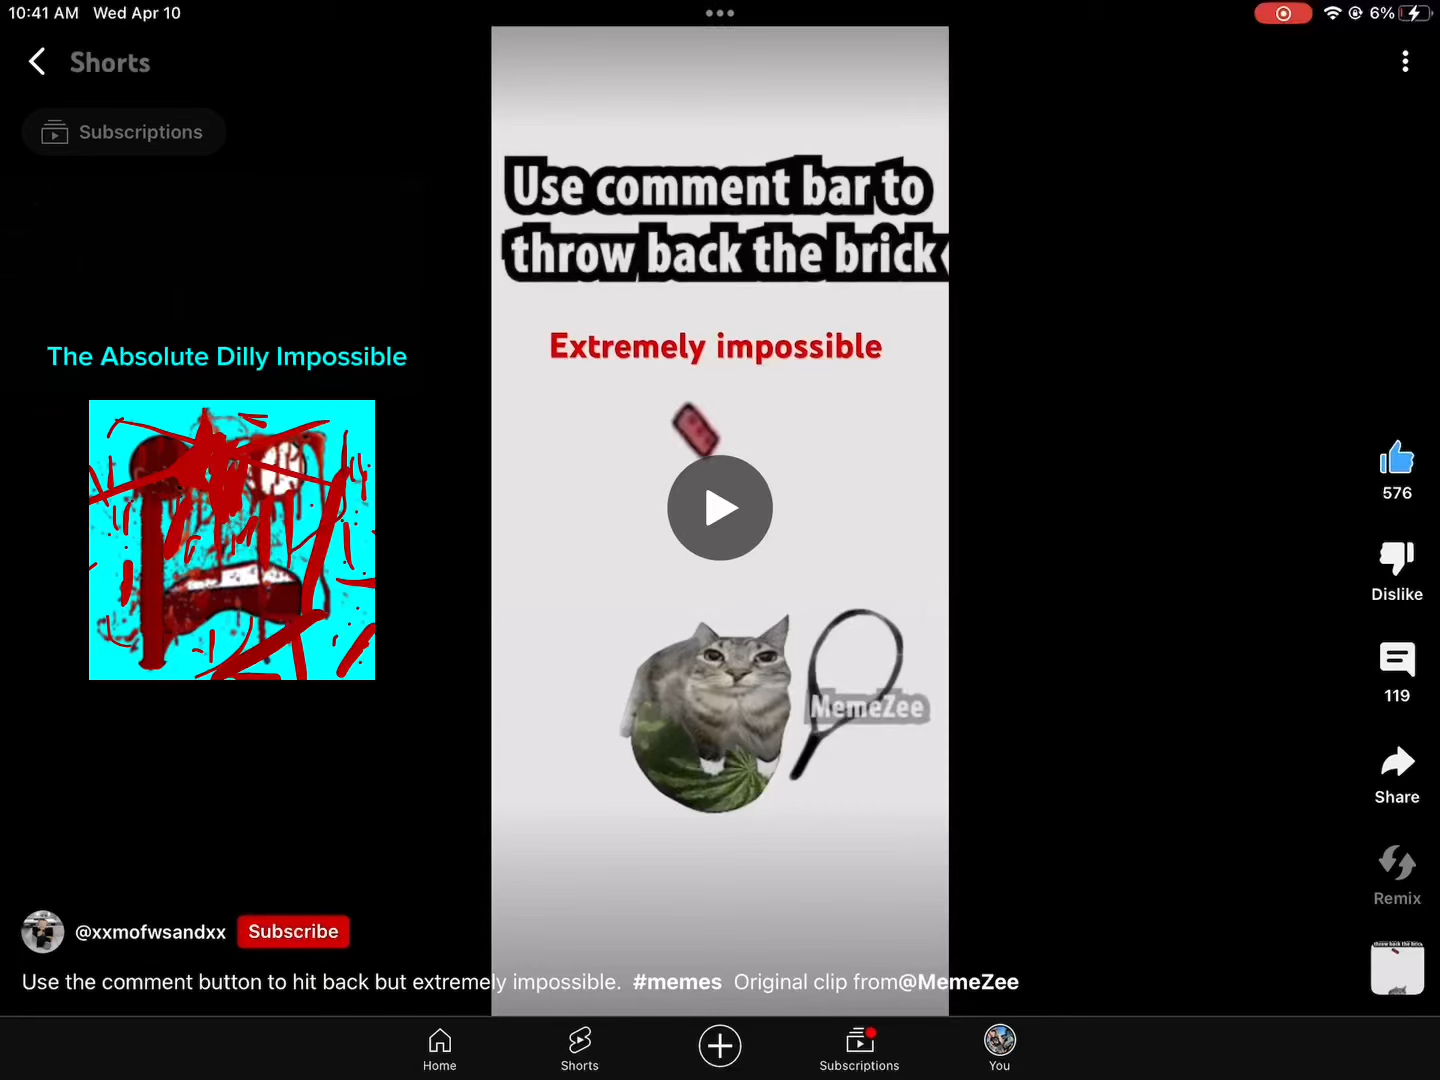 10:41 AM Wed Apr 10
6%
Shorts
Subscriptions
Use comment bar to
throw back the brick
Extremely impossible
The Absolute Dilly Impossible
MemeZee
576
Dislike
119
Share
Remix
@xxmofwsandxx Subscribe
Use the comment button to hit back but extremely impossible. #memes Original clip from@MemeZee
Home
Shorts
Subscriptions
You